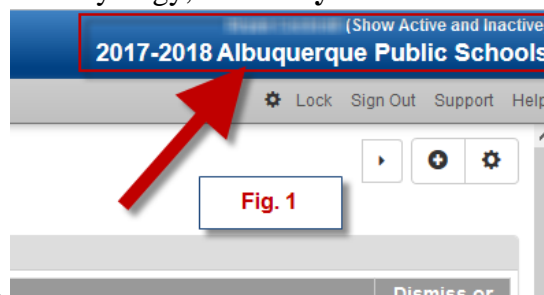 (Show Active and Inactive
2017-2018 Albuquerque Public Schools
Lock Sign Out Support Help
Fig. 1
Dismiss or